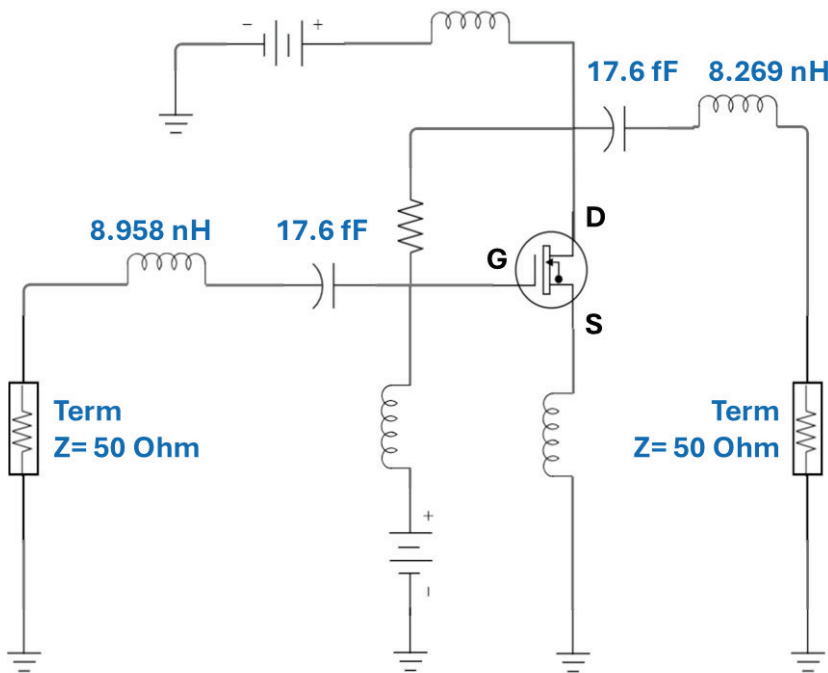 - +
17.6 fF 8.269 nH
8.958 nH 17.6 fF
D
G
S
Term
Z= 50 Ohm
Term
Z= 50 Ohm
+
-